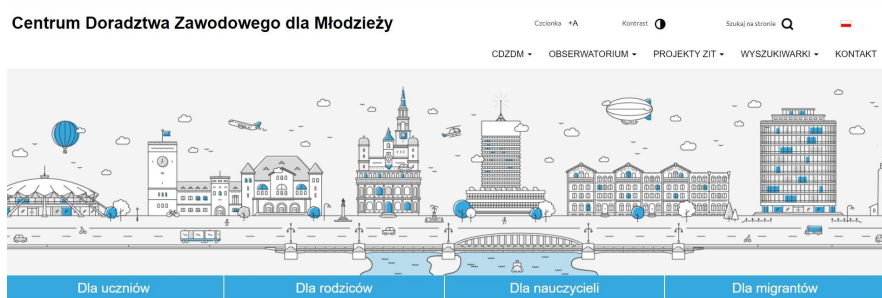 Centrum Doradztwa Zawodowego dla Młodzieży
Czcionka +A Kontrast Szukaj na stronie
CDZDM OBSERWATORIUM PROJEKTY ZIT WYSZUKIWARKI KONTAKT
Dla uczniów Dla rodziców Dla nauczycieli Dla migrantów